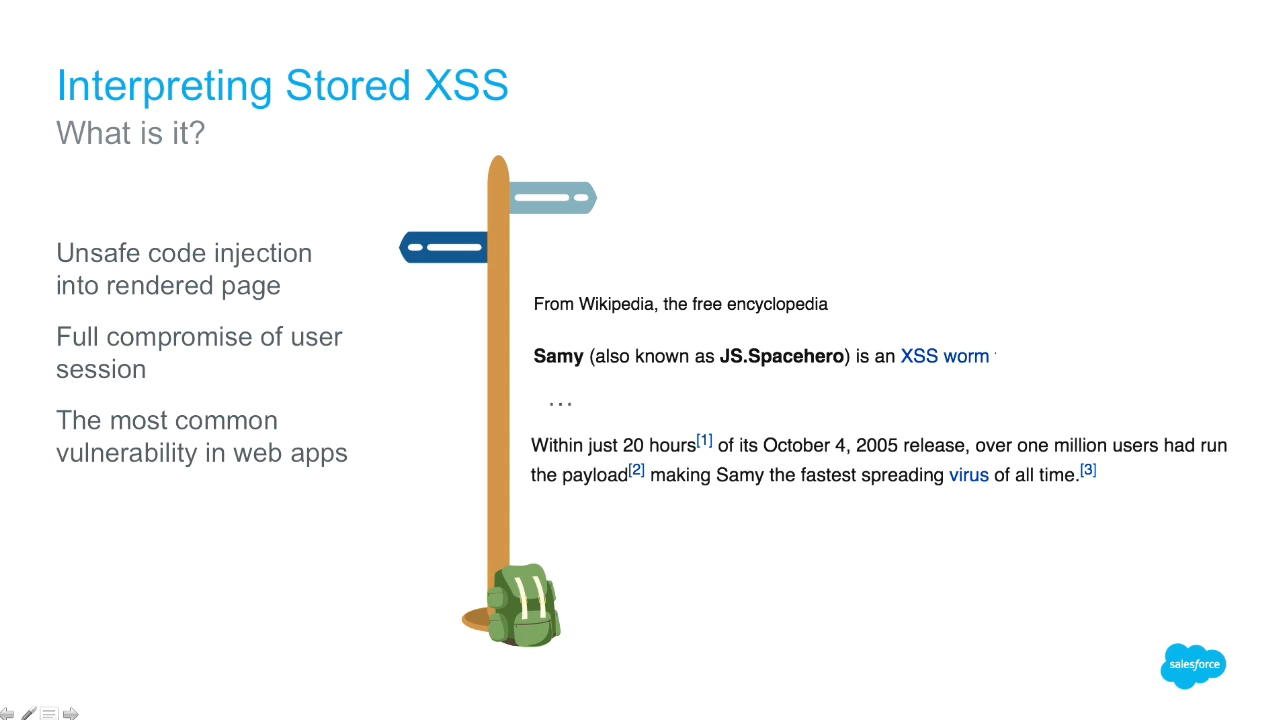 Interpreting Stored XSS
What is it?
Unsafe code injection
into rendered page
Full compromise of user
session
The most common
vulnerability in web apps
From Wikipedia, the free encyclopedia
Samy (also known as JS.Spacehero) is an XSS worm
...
Within just 20 hours[1] of its October 4, 2005 release, over one million users had run
the payload[2] making Samy the fastest spreading virus of all time.[3]
salesforce